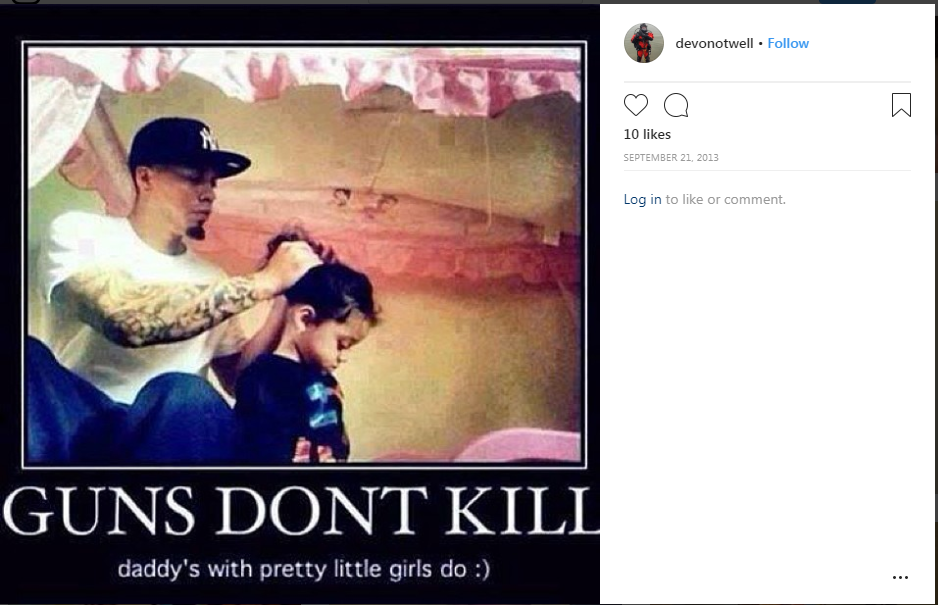 NY
GUNS DONT KILL
daddy's with pretty little girls do :)
devonotwell • Follow
10 likes
SEPTEMBER 21, 2013
Log in to like or comment.